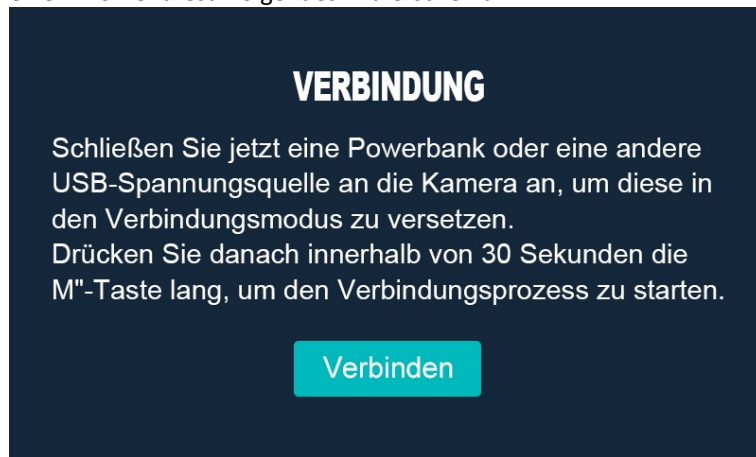 VERBINDUNG
Schließen Sie jetzt eine Powerbank oder eine andere
USB-Spannungsquelle an die Kamera an, um diese in
den Verbindungsmodus zu versetzen.
Drücken Sie danach innerhalb von 30 Sekunden die
M"-Taste lang, um den Verbindungsprozess zu starten.
Verbinden